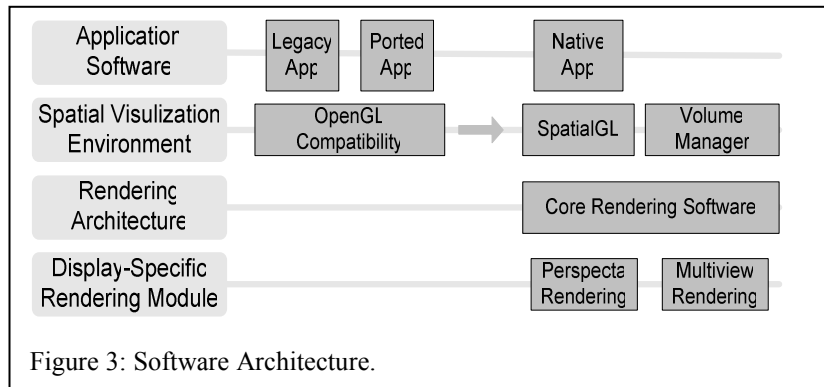 Application
Software
Legacy
App
Ported
App
Native
App
Spatial Visulization
Environment
OpenGL
Compatibility
SpatialGL
Volume
Manager
Rendering
Architecture
Core Rendering Software
Display-Specific
Rendering Module
Perspecta
Rendering
Multiview
Rendering
Figure 3: Software Architecture.